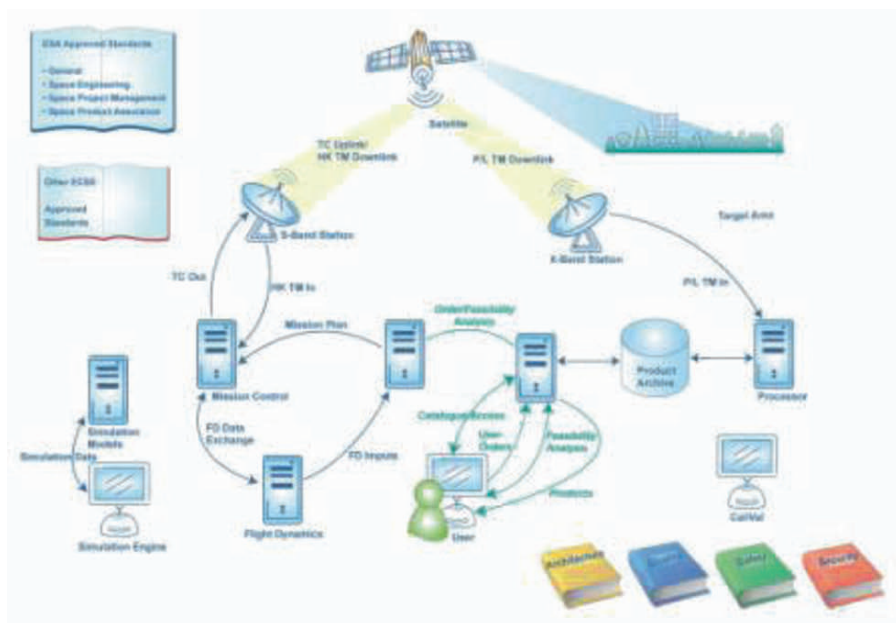 ESA Approved Standards
• General
• Space Engineering
• Space Project Management
• Space Product Assurance
Other ECSS
Approved
Standards
Satellite
TC Uplink/
HK TM Downlink
P/L TM Downlink
S-Band Station
X-Band Station
Target Area
TC Out
HK TM In
P/L TM In
Mission Plan
Order/Feasibility
Analysis
Mission Control
Product
Archive
Processor
Simulation
Models
Simulation Data
FD Data
Exchange
FD Inputs
Catalogue Access
User
Orders
Feasibility
Analysis
Products
Simulation Engine
Flight Dynamics
User
Cal/Val
Architecture
Safety
Security